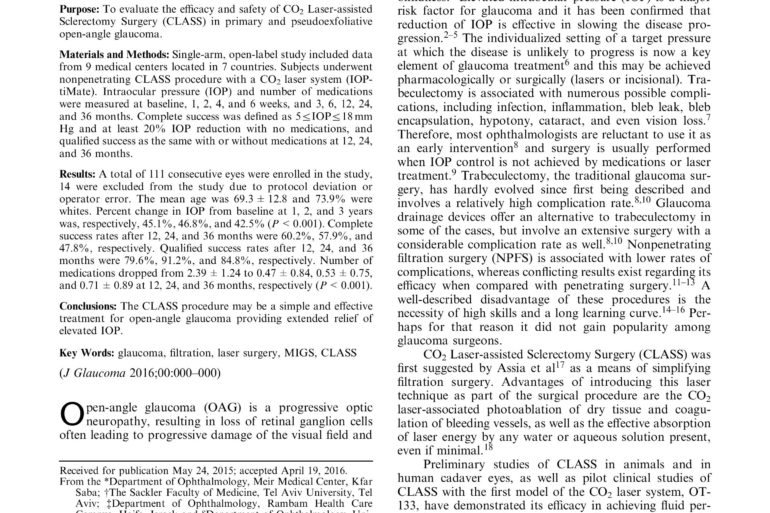 Purpose: To evaluate the efficacy and safety of CO2 Laser-assisted
Sclerectomy Surgery (CLASS) in primary and pseudoexfoliative
open-angle glaucoma.
Materials and Methods: Single-arm, open-label study included data
from 9 medical centers located in 7 countries. Subjects underwent
nonpenetrating CLASS procedure with a CO2 laser system (IOP-
tiMate). Intraocular pressure (IOP) and number of medications
were measured at baseline, 1, 2, 4, and 6 weeks, and 3, 6, 12, 24,
and 36 months. Complete success was defined as 5≤IOP≤18 mm
Hg and at least 20% IOP reduction with no medications, and
qualified success as the same with or without medications at 12, 24,
and 36 months.
Results: A total of 111 consecutive eyes were enrolled in the study,
14 were excluded from the study due to protocol deviation or
operator error. The mean age was 69.3 ± 12.8 and 73.9% were
whites. Percent change in IOP from baseline at 1, 2, and 3 years
was, respectively, 45.1%, 46.8%, and 42.5% (P < 0.001). Complete
success rates after 12, 24, and 36 months were 60.2%, 57.9%, and
47.8%, respectively. Qualified success rates after 12, 24, and 36
months were 79.6%, 91.2%, and 84.8%, respectively. Number of
medications dropped from 2.39 ± 1.24 to 0.47 ± 0.84, 0.53 ± 0.75,
and 0.71 ± 0.89 at 12, 24, and 36 months, respectively (P < 0.001).
Conclusions: The CLASS procedure may be a simple and effective
treatment for open-angle glaucoma providing extended relief of
elevated IOP.
Key Words: glaucoma, filtration, laser surgery, MIGS, CLASS
(J Glaucoma 2016;00:000–000)
Open-angle glaucoma (OAG) is a progressive optic
neuropathy, resulting in loss of retinal ganglion cells
often leading to progressive damage of the visual field and
Received for publication May 24, 2015; accepted April 19, 2016.
From the *Department of Ophthalmology, Meir Medical Center, Kfar
Saba; †The Sackler Faculty of Medicine, Tel Aviv University, Tel
Aviv; ‡Department of Ophthalmology, Rambam Health Care
risk factor for glaucoma and it has been confirmed that
reduction of IOP is effective in slowing the disease pro-
gression.2–5 The individualized setting of a target pressure
at which the disease is unlikely to progress is now a key
element of glaucoma treatment6 and this may be achieved
pharmacologically or surgically (lasers or incisional). Tra-
beculectomy is associated with numerous possible compli-
cations, including infection, inflammation, bleb leak, bleb
encapsulation, hypotony, cataract, and even vision loss.7
Therefore, most ophthalmologists are reluctant to use it as
an early intervention8 and surgery is usually performed
when IOP control is not achieved by medications or laser
treatment.9 Trabeculectomy, the traditional glaucoma sur-
gery, has hardly evolved since first being described and
involves a relatively high complication rate.8,10 Glaucoma
drainage devices offer an alternative to trabeculectomy in
some of the cases, but involve an extensive surgery with a
considerable complication rate as well.8,10 Nonpenetrating
filtration surgery (NPFS) is associated with lower rates of
complications, whereas conflicting results exist regarding its
efficacy when compared with penetrating surgery.11–13 A
well-described disadvantage of these procedures is the
necessity of high skills and a long learning curve.14–16 Per-
haps for that reason it did not gain popularity among
glaucoma surgeons.
CO2 Laser-assisted Sclerectomy Surgery (CLASS) was
first suggested by Assia et al17 as a means of simplifying
filtration surgery. Advantages of introducing this laser
technique as part of the surgical procedure are the CO2
laser-associated photoablation of dry tissue and coagu-
lation of bleeding vessels, as well as the effective absorption
of laser energy by any water or aqueous solution present,
even if minimal.18
Preliminary studies of CLASS in animals and in
human cadaver eyes, as well as pilot clinical studies of
CLASS with the first model of the CO2 laser system, OT-
133, have demonstrated its efficacy in achieving fluid per-